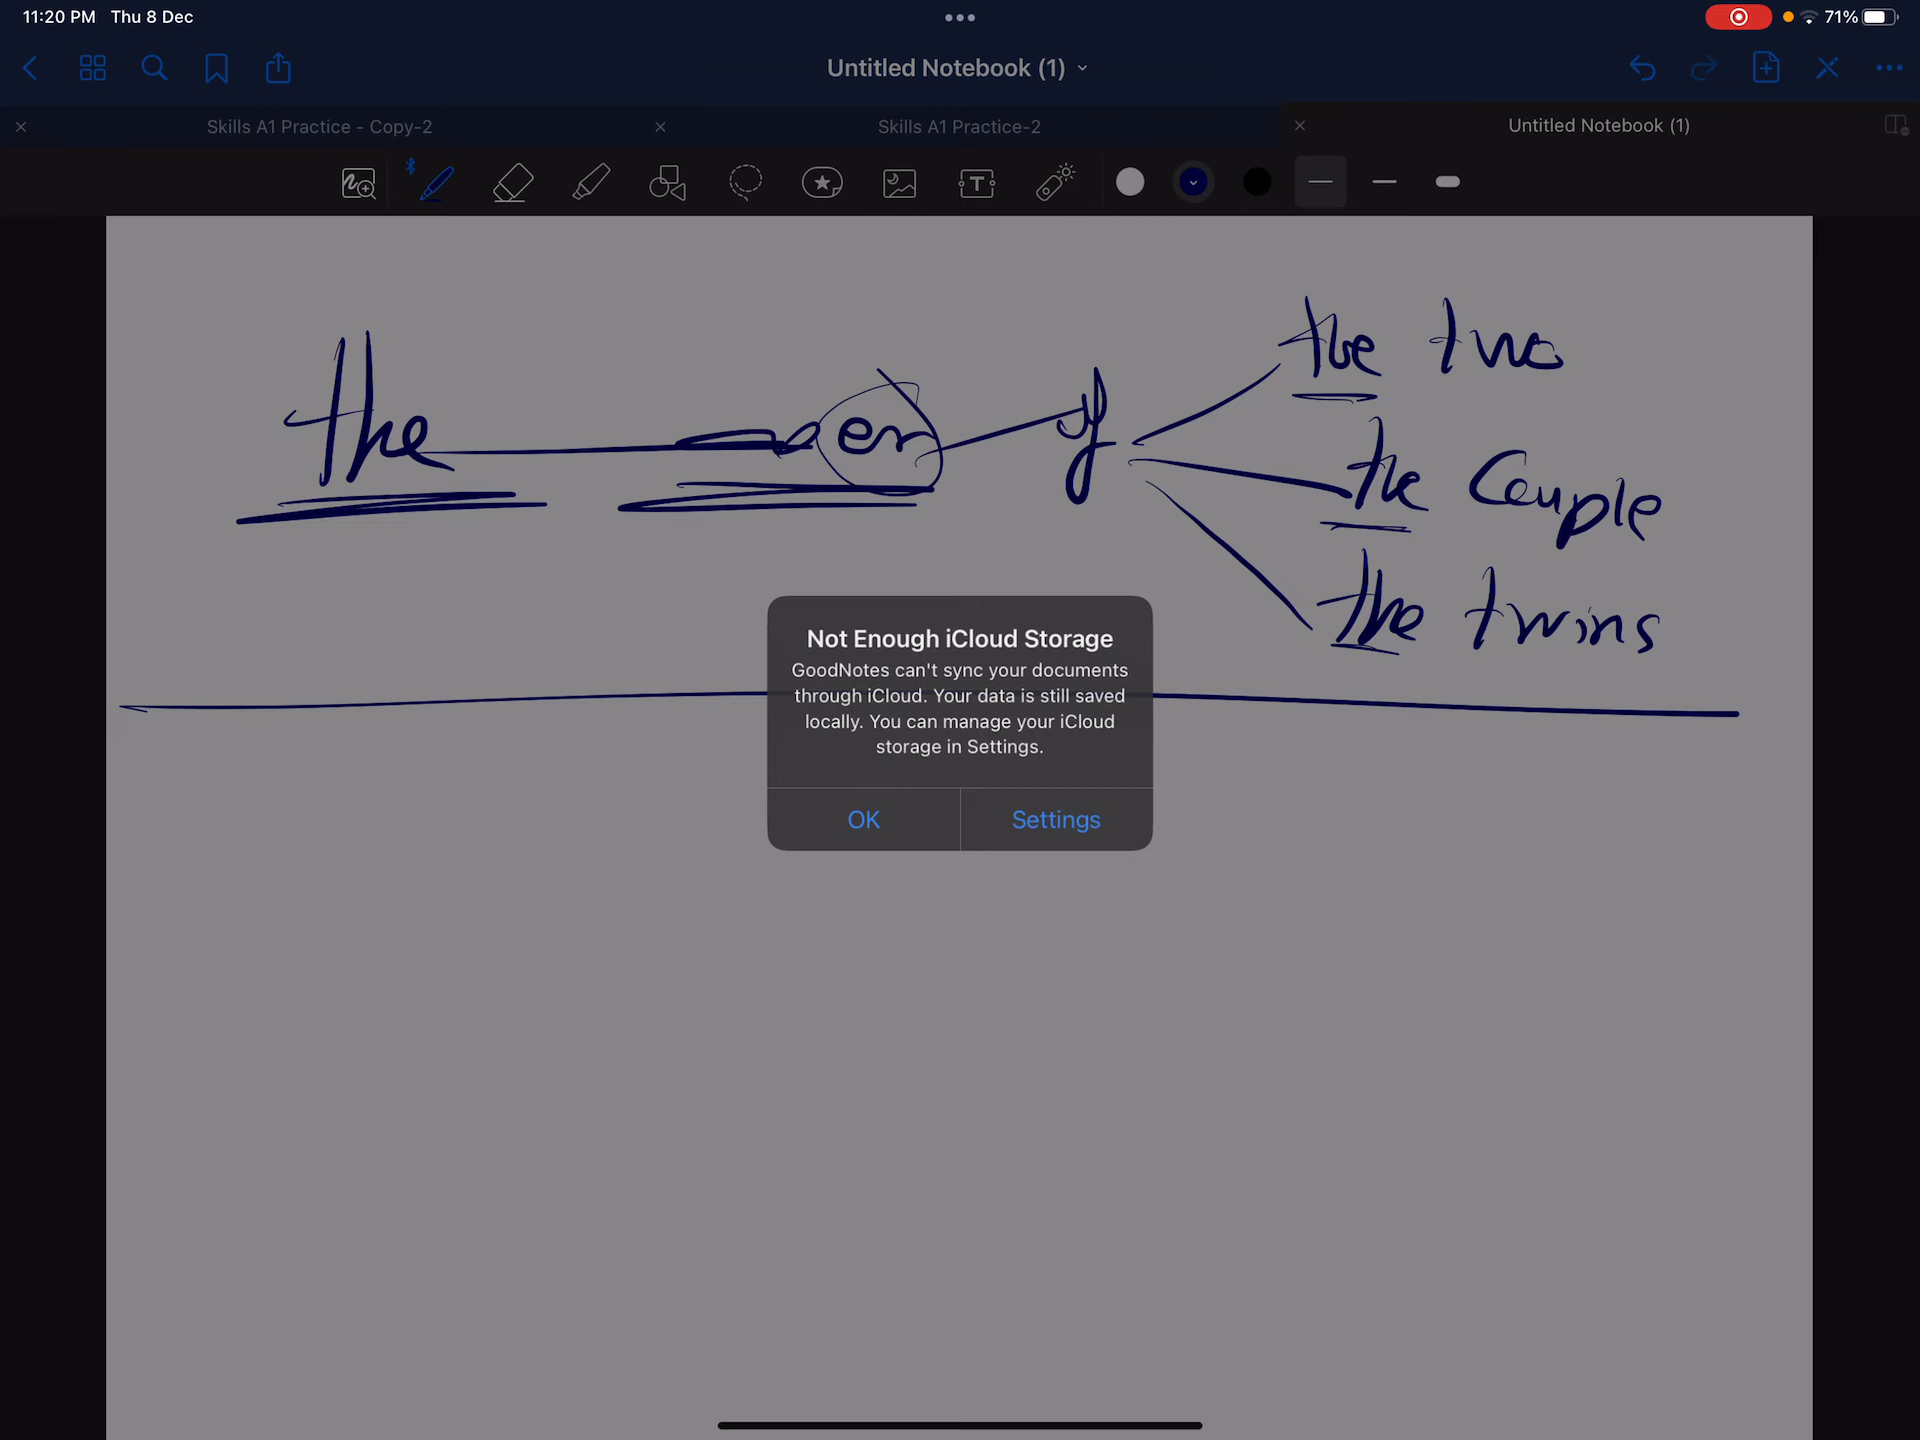 11:20 PM Thu 8 Dec
71%
Untitled Notebook (1)
Skills A1 Practice - Copy-2
Skills A1 Practice-2
Untitled Notebook (1)
the two
the er of
the Couple
the twins
Not Enough iCloud Storage
GoodNotes can't sync your documents
through iCloud. Your data is still saved
locally. You can manage your iCloud
storage in Settings.
OK Settings